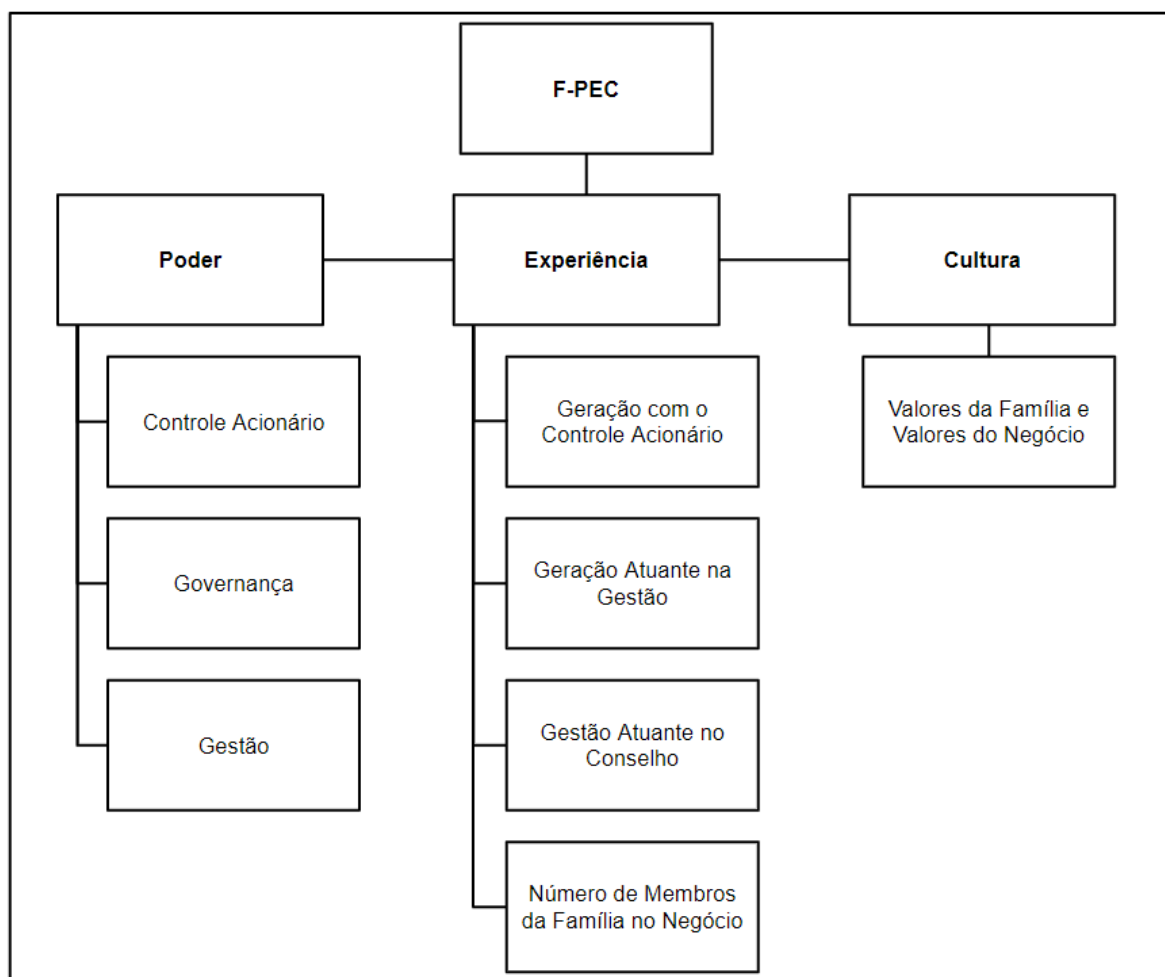 F-PEC
Poder
Experiência
Cultura
Controle Acionário
Governança
Gestão
Geração com o
Controle Acionário
Geração Atuante na
Gestão
Gestão Atuante no
Conselho
Número de Membros
da Família no Negócio
Valores da Família e
Valores do Negócio